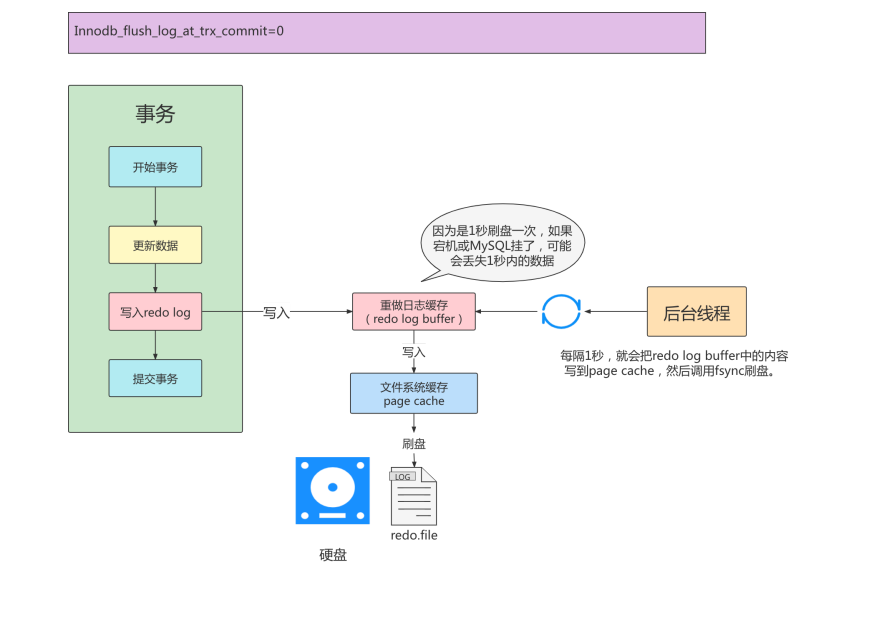 Innodb_flush_log_at_trx_commit=0
事务
开始事务
更新数据
写入redo log
提交事务
写入
因为是1秒刷盘一次，如果
宕机或MySQL挂了，可能
会丢失1秒内的数据
重做日志缓存
（ redo log buffer ）
写入
文件系统缓存
page cache
刷盘
LOG
redo.file
硬盘
后台线程
每隔1秒，就会把redo log buffer中的内容
写到page cache，然后调用fsync刷盘。